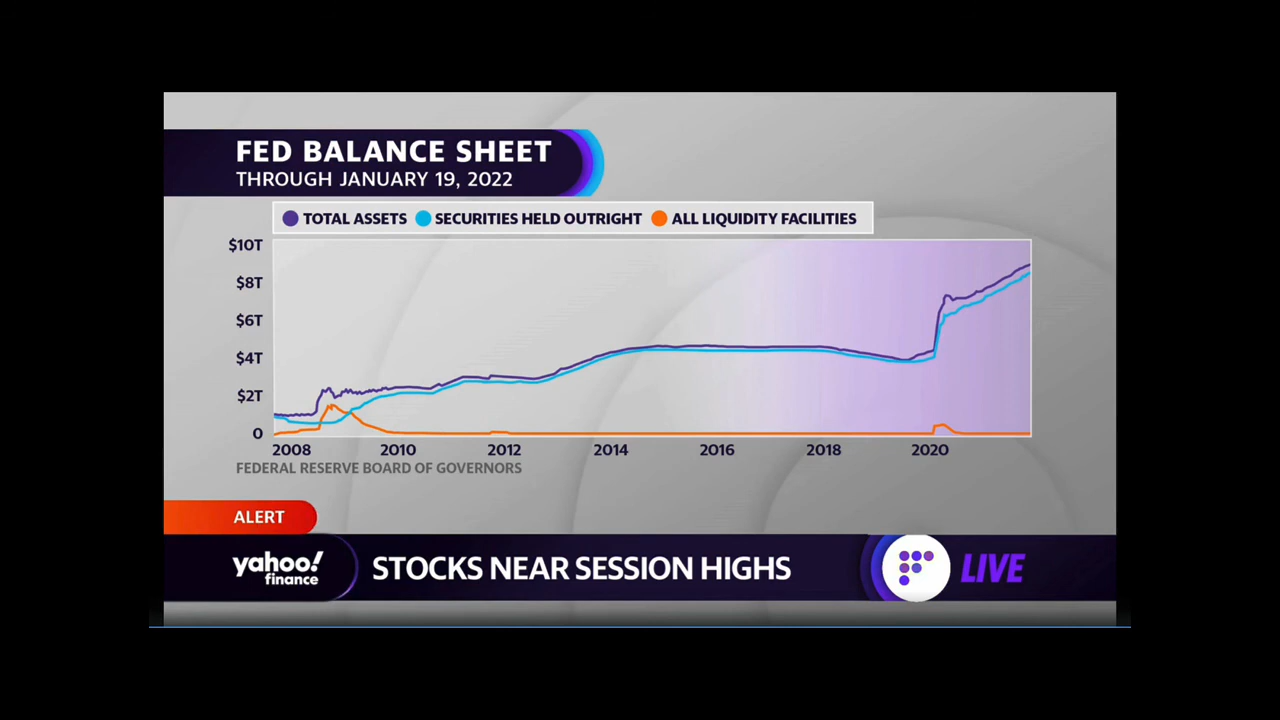 FED BALANCE SHEET
THROUGH JANUARY 19, 2022
TOTAL ASSETS SECURITIES HELD OUTRIGHT ALL LIQUIDITY FACILITIES
$10T
$8T
$6T
$4T
$2T
0
2008 2010 2012 2014 2016 2018 2020
FEDERAL RESERVE BOARD OF GOVERNORS
ALERT
yahoo!
finance
STOCKS NEAR SESSION HIGHS
LIVE